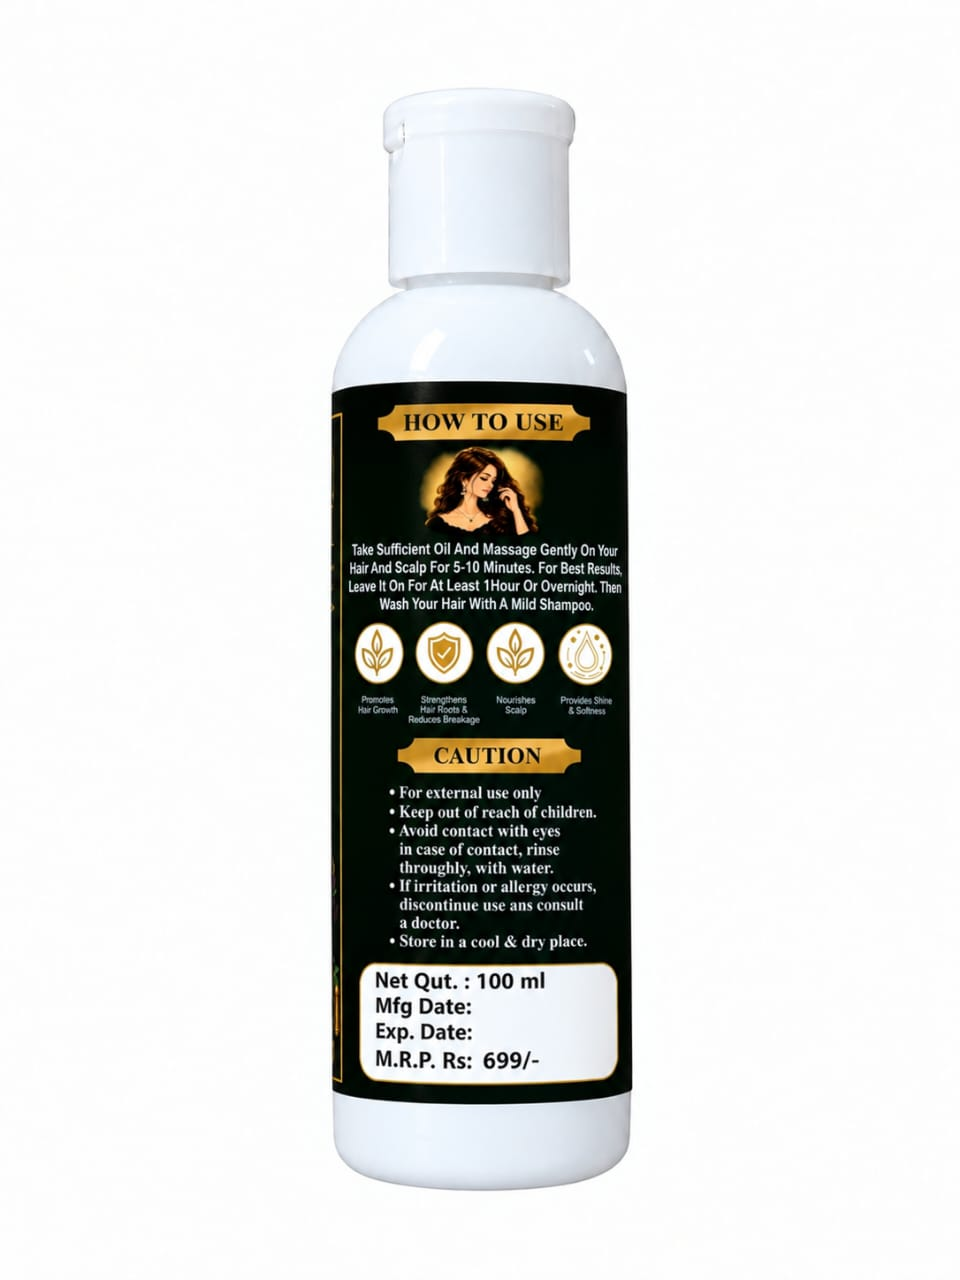 HOW TO USE
Take Sufficient Oil And Massage Gently On Your
Hair And Scalp For 5-10 Minutes. For Best Results,
Leave It On For At Least 1Hour Or Overnight. Then
Wash Your Hair With A Mild Shampoo.
Promotes
Hair Growth
Strengthens
Hair Roots &
Reduces Breakage
Nourishes
Scalp
Provides Shine
& Softness
CAUTION
• For external use only
• Keep out of reach of children.
• Avoid contact with eyes
in case of contact, rinse
throughly, with water.
• If irritation or allergy occurs,
discontinue use ans consult
a doctor.
• Store in a cool & dry place.
Net Qut. : 100 ml
Mfg Date:
Exp. Date:
M.R.P. Rs: 699/-